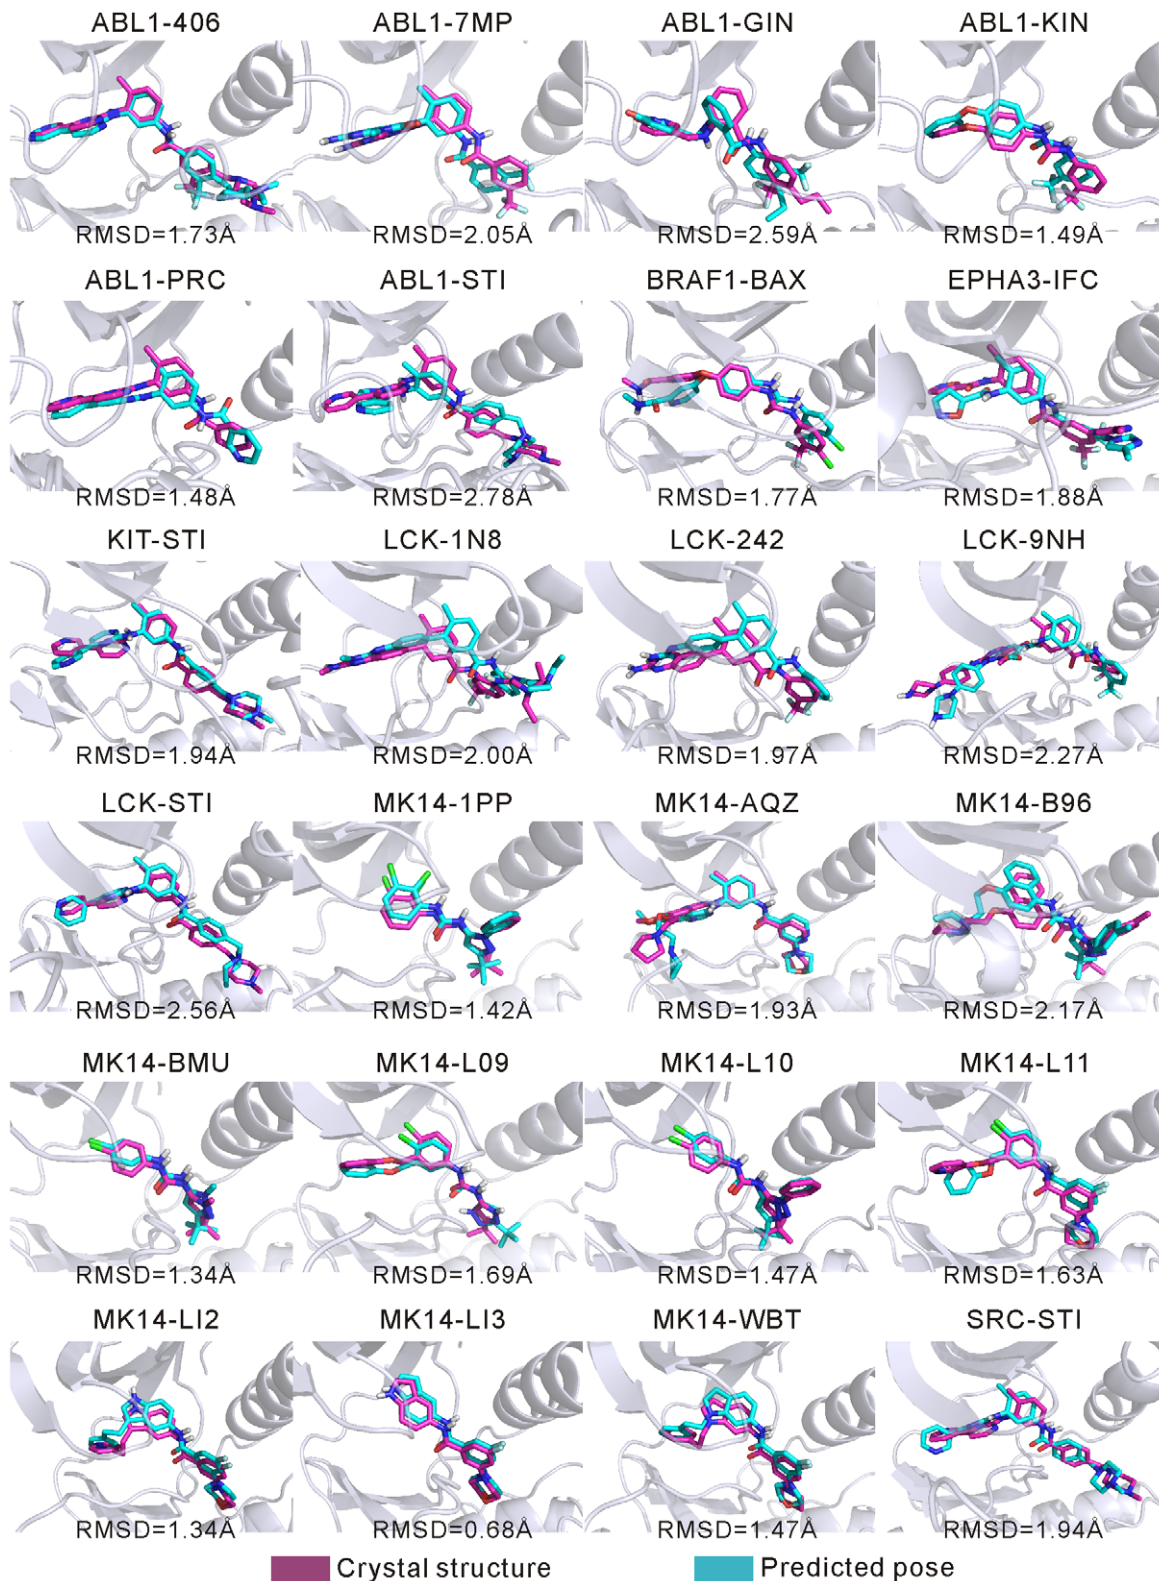 ABL1-406 ABL1-7MP ABL1-GIN ABL1-KIN
RMSD=1.73Å RMSD=2.05Å RMSD=2.59Å RMSD=1.49Å
ABL1-PRC ABL1-STI BRAF1-BAX EPHA3-IFC
RMSD=1.48Å RMSD=2.78Å RMSD=1.77Å RMSD=1.88Å
KIT-STI LCK-1N8 LCK-242 LCK-9NH
RMSD=1.94Å RMSD=2.00Å RMSD=1.97Å RMSD=2.27Å
LCK-STI MK14-1PP MK14-AQZ MK14-B96
RMSD=2.56Å RMSD=1.42Å RMSD=1.93Å RMSD=2.17Å
MK14-BMU MK14-L09 MK14-L10 MK14-L11
RMSD=1.34Å RMSD=1.69Å RMSD=1.47Å RMSD=1.63Å
MK14-LI2 MK14-LI3 MK14-WBT SRC-STI
RMSD=1.34Å RMSD=0.68Å RMSD=1.47Å RMSD=1.94Å
Crystal structure Predicted pose